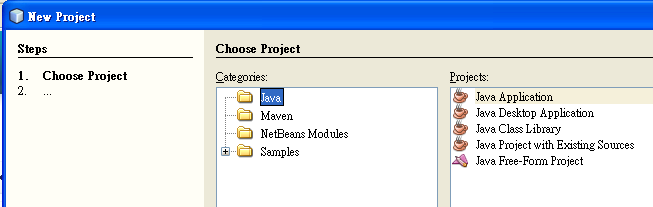 New Project
Steps
1. Choose Project
2. ...
Choose Project
Categories:
Java
Maven
NetBeans Modules
Samples
Projects:
Java Application
Java Desktop Application
Java Class Library
Java Project with Existing Sources
Java Free-Form Project